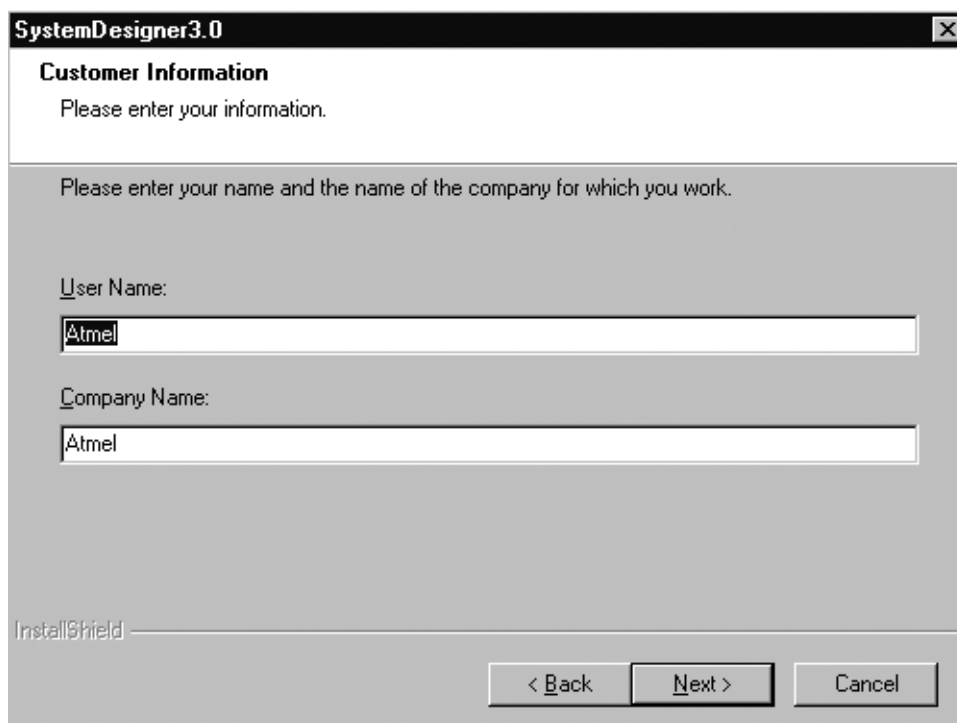 SystemDesigner3.0
Customer Information
Please enter your information.
Please enter your name and the name of the company for which you work.
User Name:
Atmel
Company Name:
Atmel
InstallShield
< Back Next > Cancel